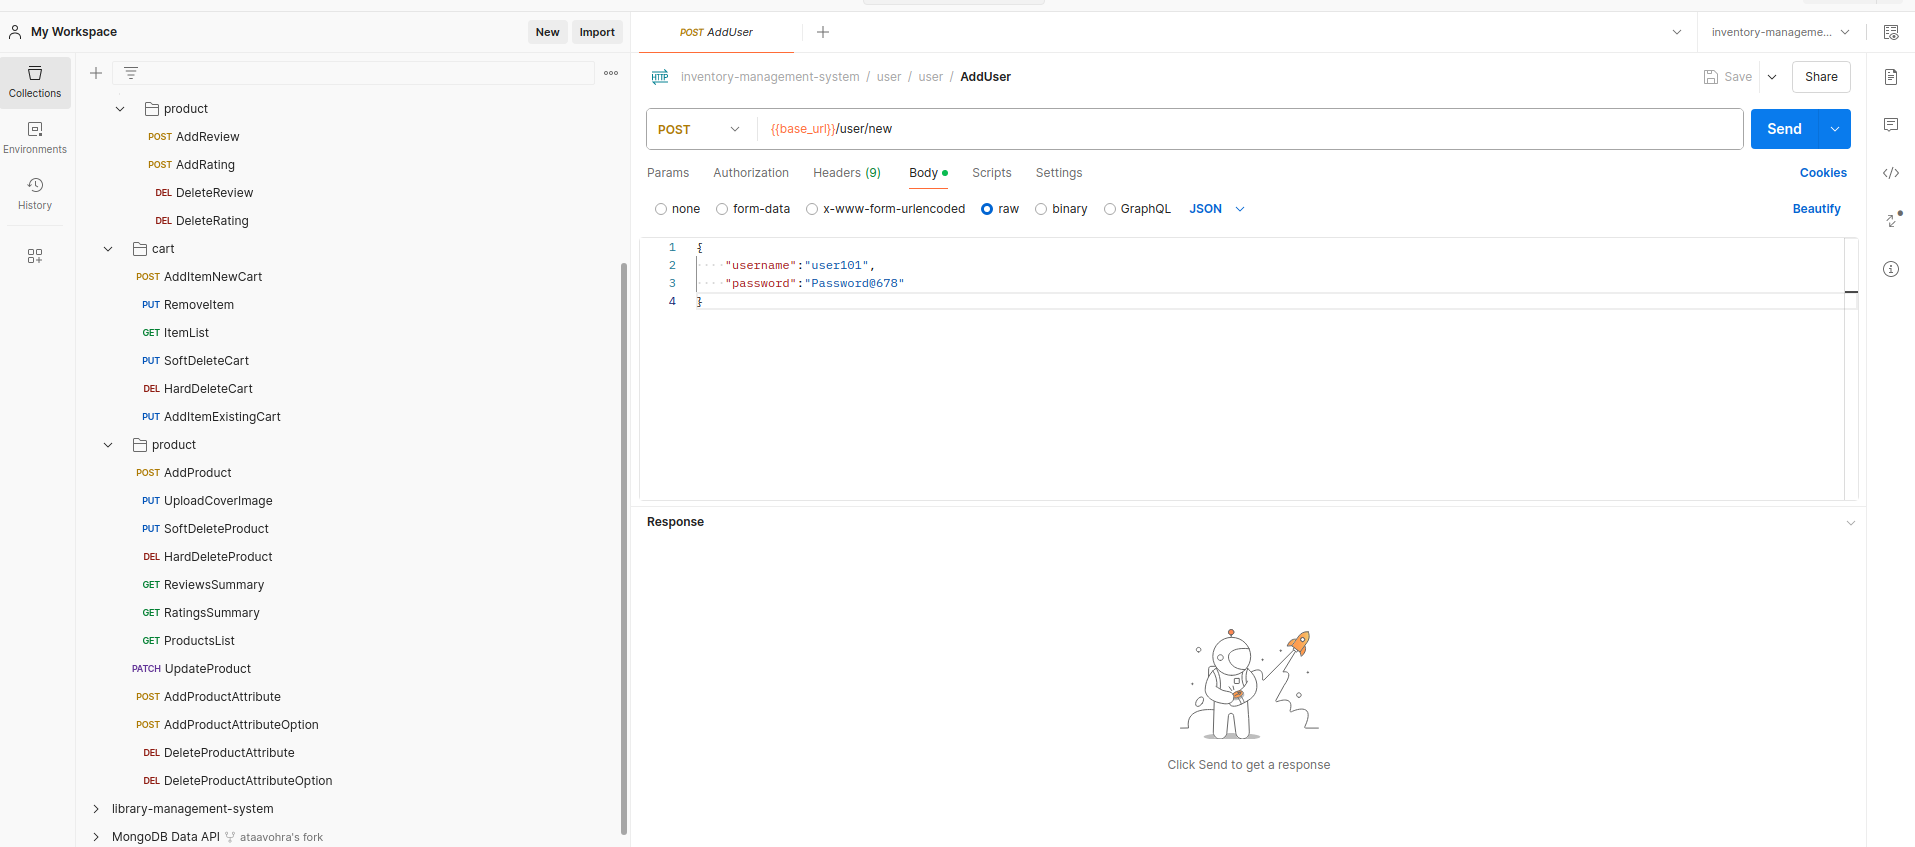 My Workspace
New
Import
POST AddUser
inventory-manageme...
Collections
Environments
History
product
POST AddReview
POST AddRating
DEL DeleteReview
DEL DeleteRating
cart
POST AddItemNewCart
PUT RemoveItem
GET ItemList
PUT SoftDeleteCart
DEL HardDeleteCart
PUT AddItemExistingCart
product
POST AddProduct
PUT UploadCoverImage
PUT SoftDeleteProduct
DEL HardDeleteProduct
GET ReviewsSummary
GET RatingsSummary
GET ProductsList
PATCH UpdateProduct
POST AddProductAttribute
POST AddProductAttributeOption
DEL DeleteProductAttribute
DEL DeleteProductAttributeOption
library-management-system
MongoDB Data API ataavohra's fork
HTTP inventory-management-system / user / user / AddUser
Save
Share
POST {{base_url}}/user/new
Send
Params Authorization Headers (9) Body Scripts Settings
Cookies
none form-data x-www-form-urlencoded raw binary GraphQL JSON
Beautify
1 {
2 "username":"user101",
3 "password":"Password@678"
4 }
Response
Click Send to get a response